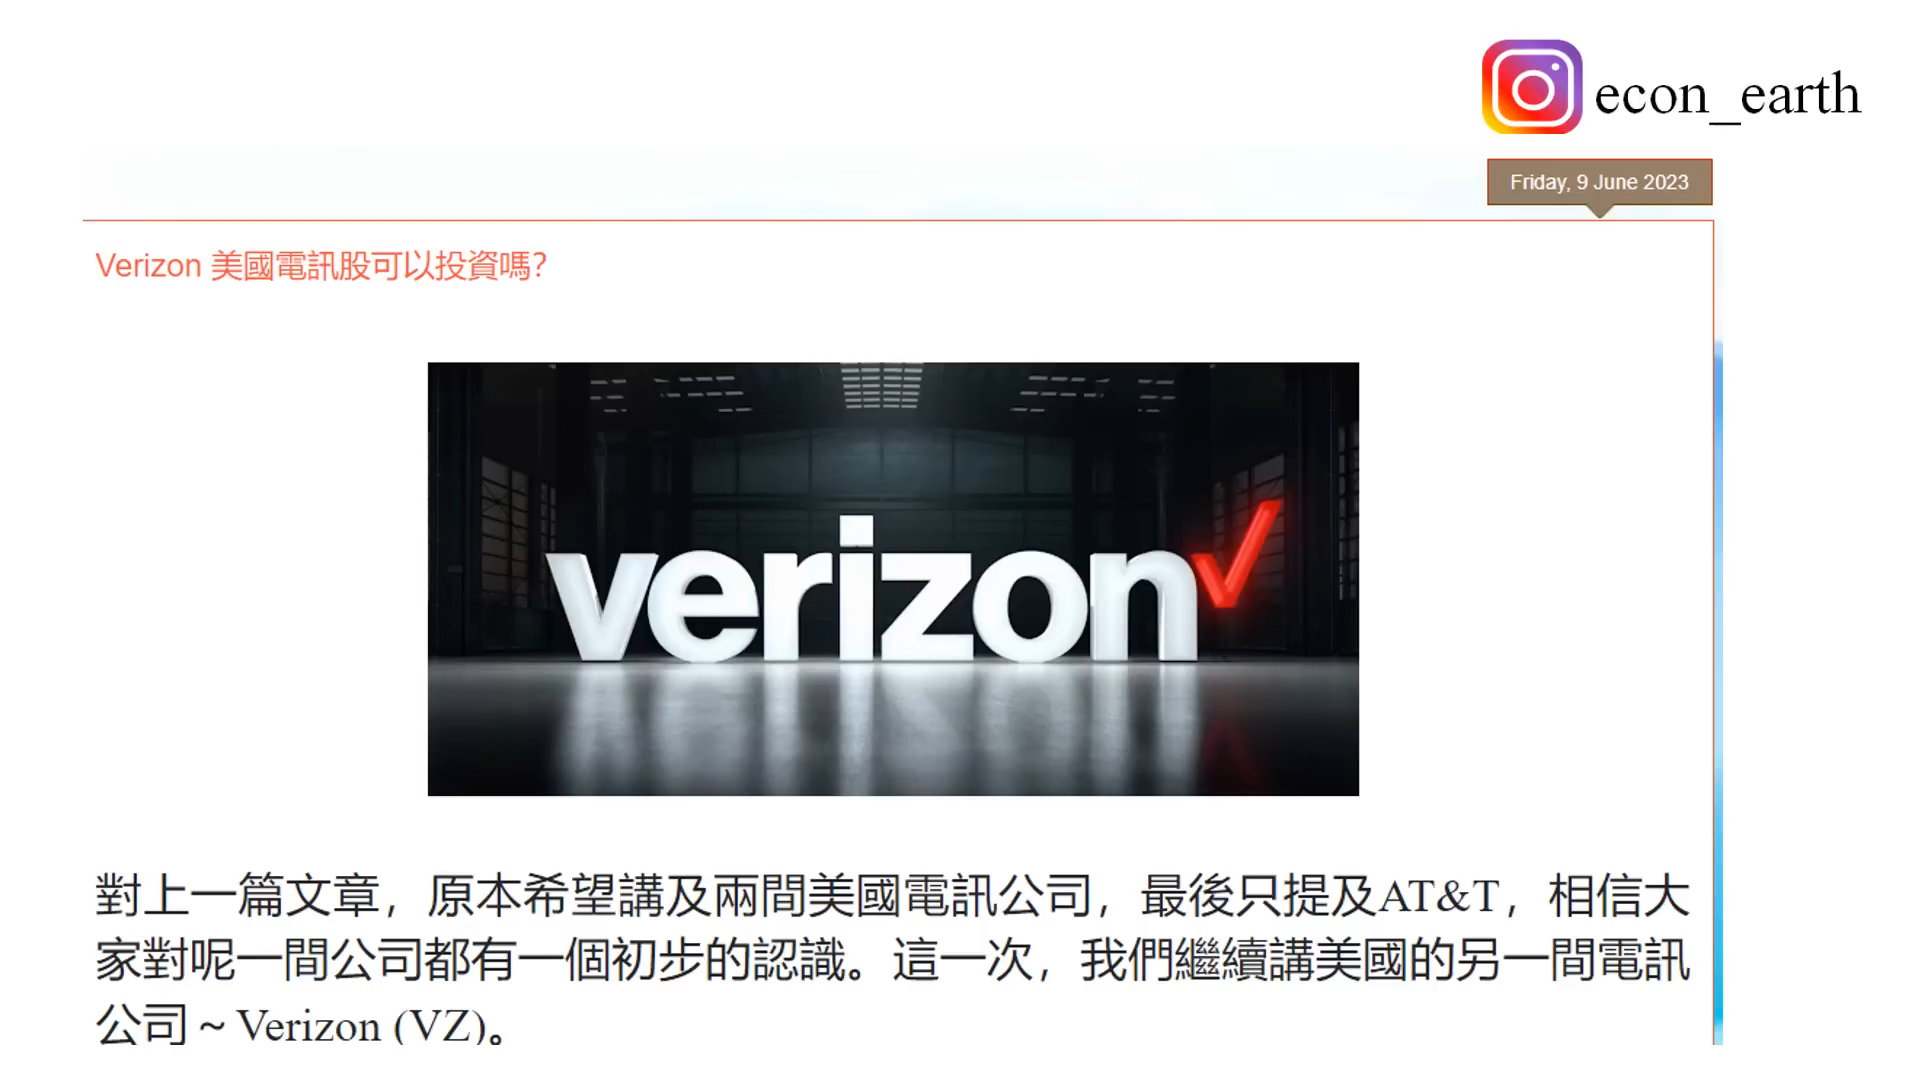 econ_earth
Friday, 9 June 2023
Verizon 美國電訊股可以投資嗎?
verizon
對上一篇文章，原本希望講及兩間美國電訊公司，最後只提及AT&T，相信大
家對呢一間公司都有一個初步的認識。這一次，我們繼續講美國的另一間電訊
公司 ~ Verizon (VZ)。